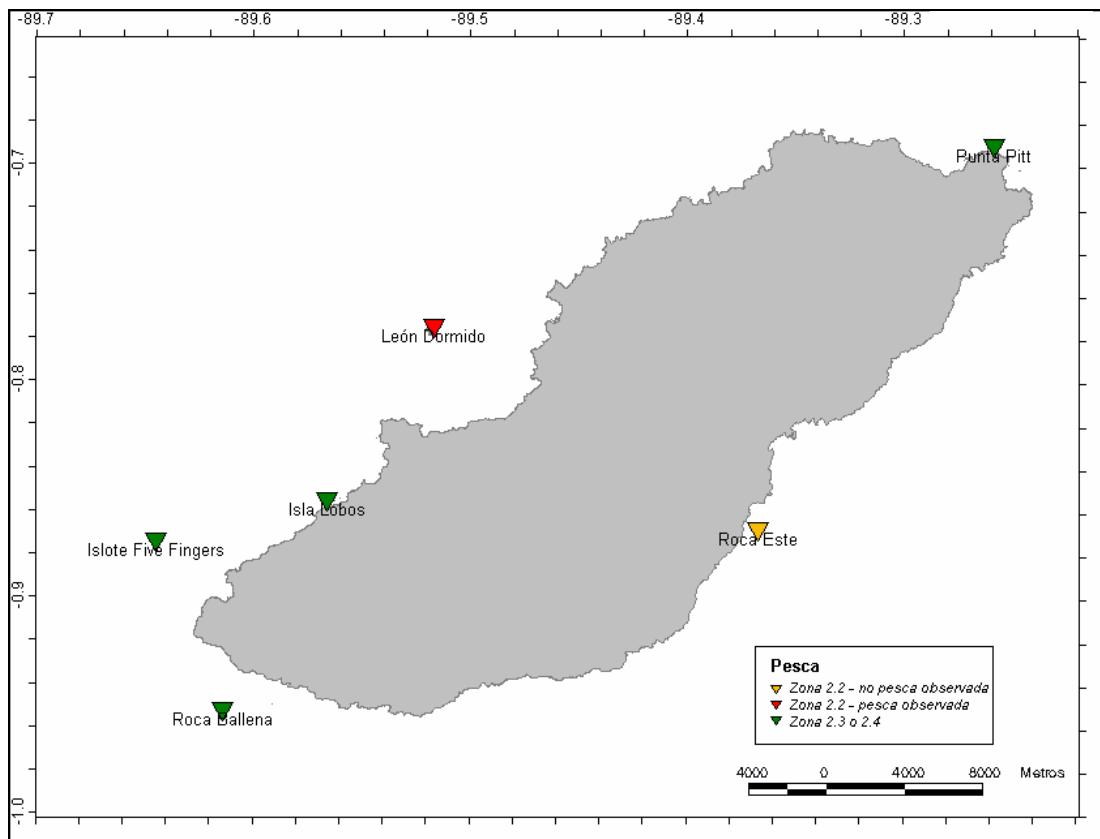 -89.7 -89.6 -89.5 -89.4 -89.3
-0.7
-0.8
-0.9
-1.0
Punta Pitt
León Dormido
Isla Lobos
Islote Five Fingers
Roca Este
Roca Ballena
Pesca
Zona 2.2 - no pesca observada
Zona 2.2 - pesca observada
Zona 2.3 o 2.4
4000 0 4000 8000 Metros